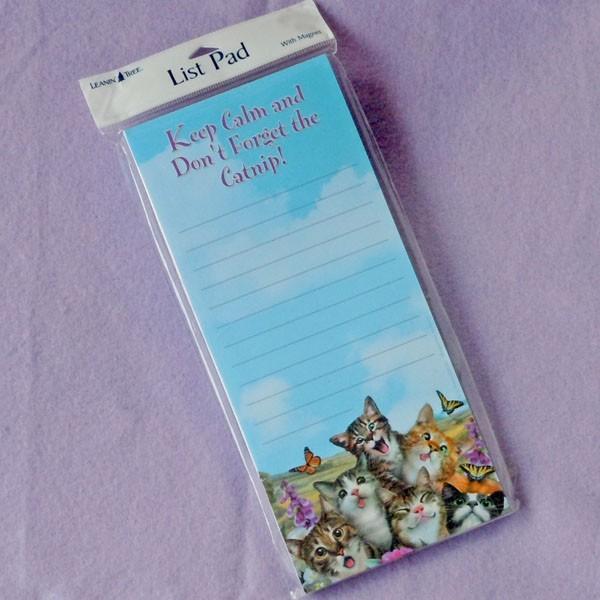 LEANIN' TREE
List Pad
With Magnet
Keep Calm and
Don't Forget the
Catnip!